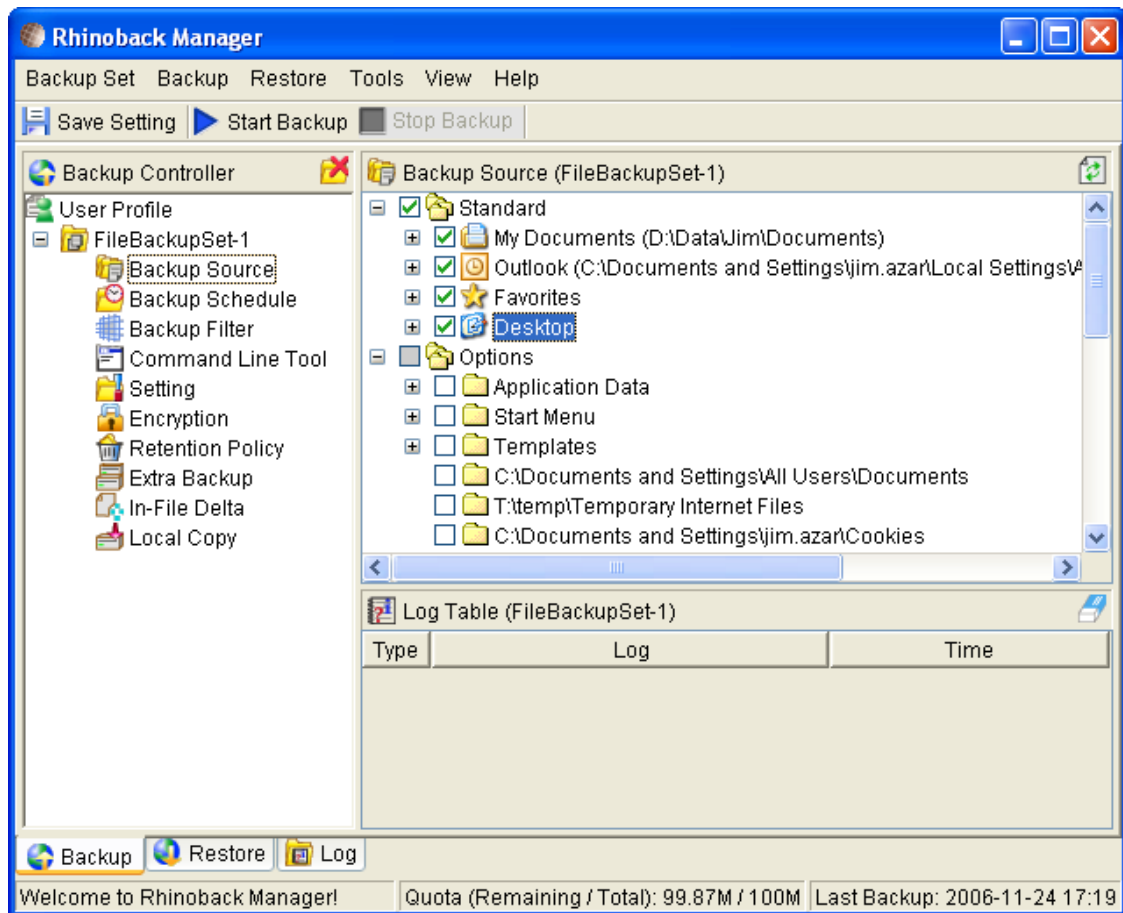 Rhinoback Manager
Backup Set Backup Restore Tools View Help
Save Setting Start Backup Stop Backup
Backup Controller
User Profile
FileBackupSet-1
Backup Source
Backup Schedule
Backup Filter
Command Line Tool
Setting
Encryption
Retention Policy
Extra Backup
In-File Delta
Local Copy
Backup Source (FileBackupSet-1)
Standard
My Documents (D:\Data\Jim\Documents)
Outlook (C:\Documents and Settings\jim.azar\Local Settings\A
Favorites
Desktop
Options
Application Data
Start Menu
Templates
C:\Documents and Settings\All Users\Documents
T:\temp\Temporary Internet Files
C:\Documents and Settings\jim.azar\Cookies
Log Table (FileBackupSet-1)
Type Log Time
Backup Restore Log
Welcome to Rhinoback Manager! Quota (Remaining / Total): 99.87M / 100M Last Backup: 2006-11-24 17:19